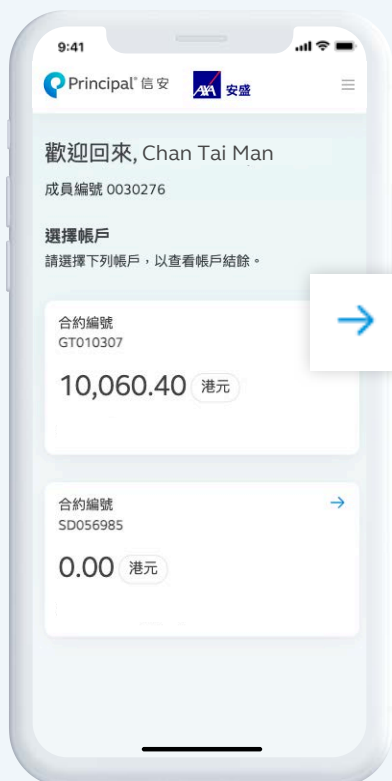 9:41
Principal® 信安 AXA 安盛
歡迎回來, Chan Tai Man
成員編號 0030276
選擇帳戶
請選擇下列帳戶，以查看帳戶結餘。
合約編號
GT010307
10,060.40 港元
合約編號
SD056985
0.00 港元